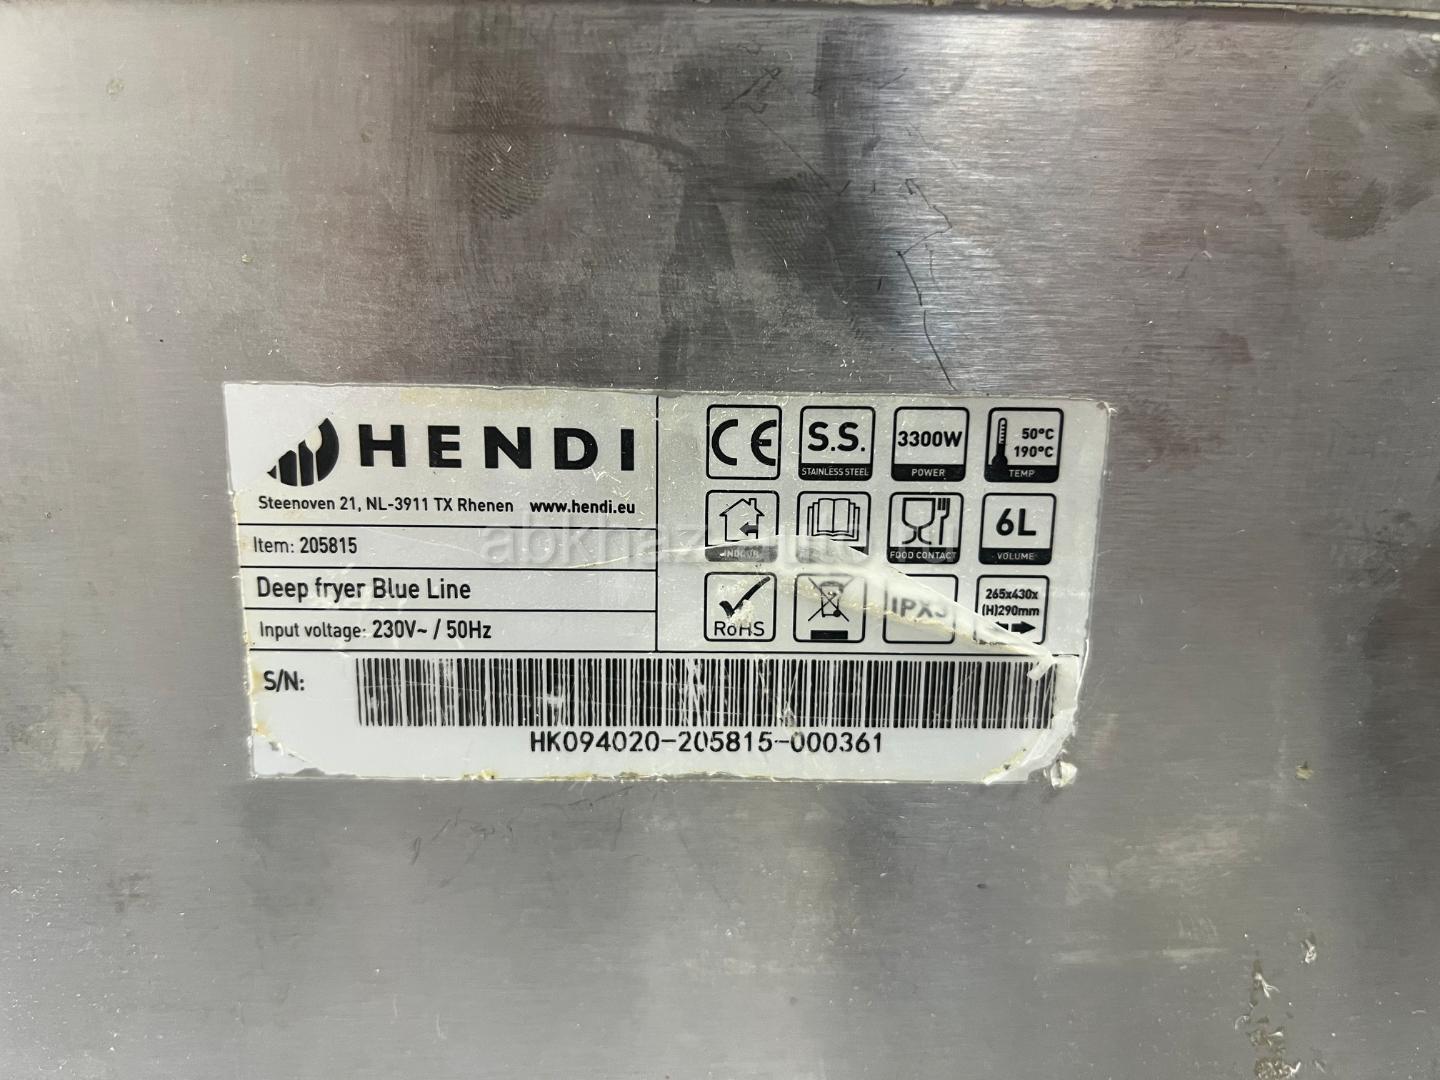 HENDI
Steenoven 21, NL-3911 TX Rhenen www.hendi.eu
Item: 205815
Deep fryer Blue Line
Input voltage: 230V~ / 50Hz
CE
S.S.
STAINLESS STEEL
3300W
POWER
50°C
190°C
TEMP
INDOOR
FOOD CONTACT
6L
VOLUME
RoHS
IPX3
265x430x
(H)290mm
S/N:
HK094020-205815-000361